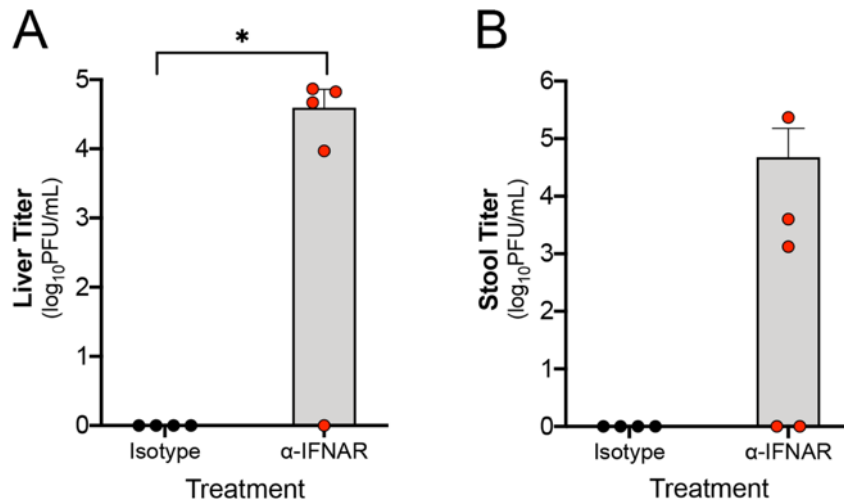 A
*
Liver Titer
(log₁₀PFU/mL)
5
4
3
2
1
0
Isotype
α-IFNAR
Treatment
B
Stool Titer
(log₁₀PFU/mL)
6
5
4
3
2
1
0
Isotype
α-IFNAR
Treatment